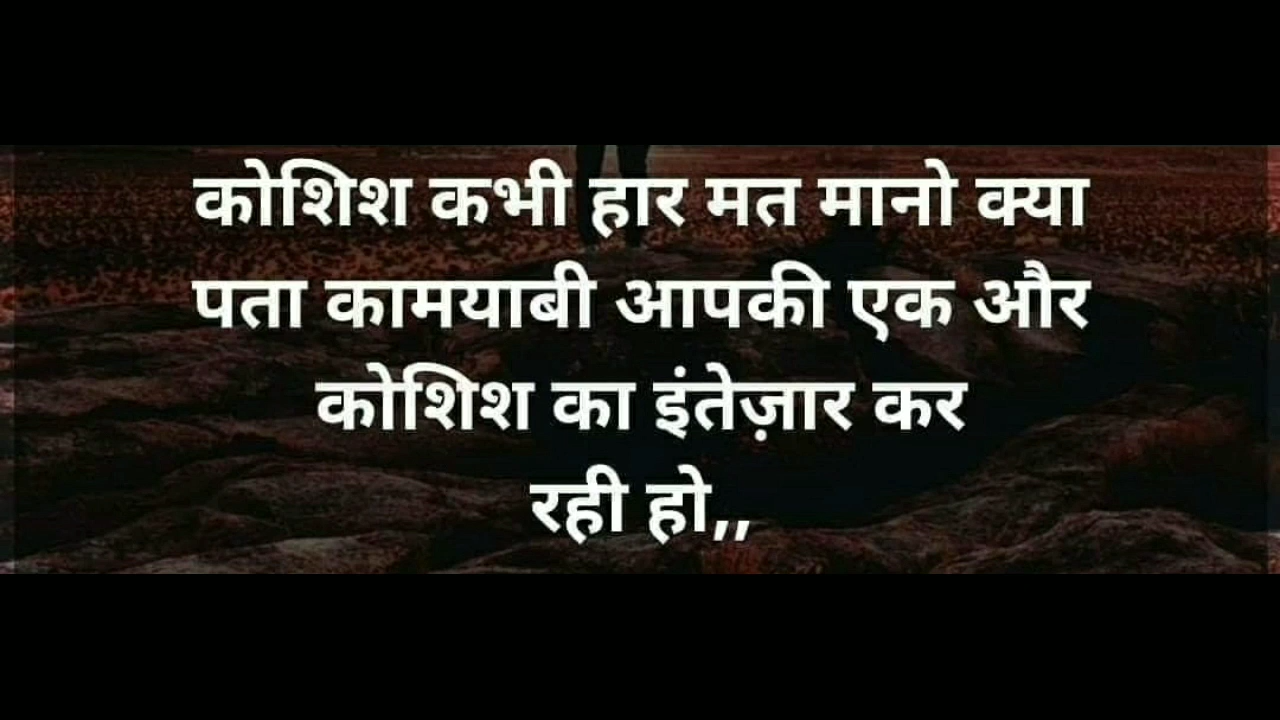 कोशिश कभी हार मत मानो क्या
पता कामयाबी आपकी एक और
कोशिश का इंतेज़ार कर
रही हो,,